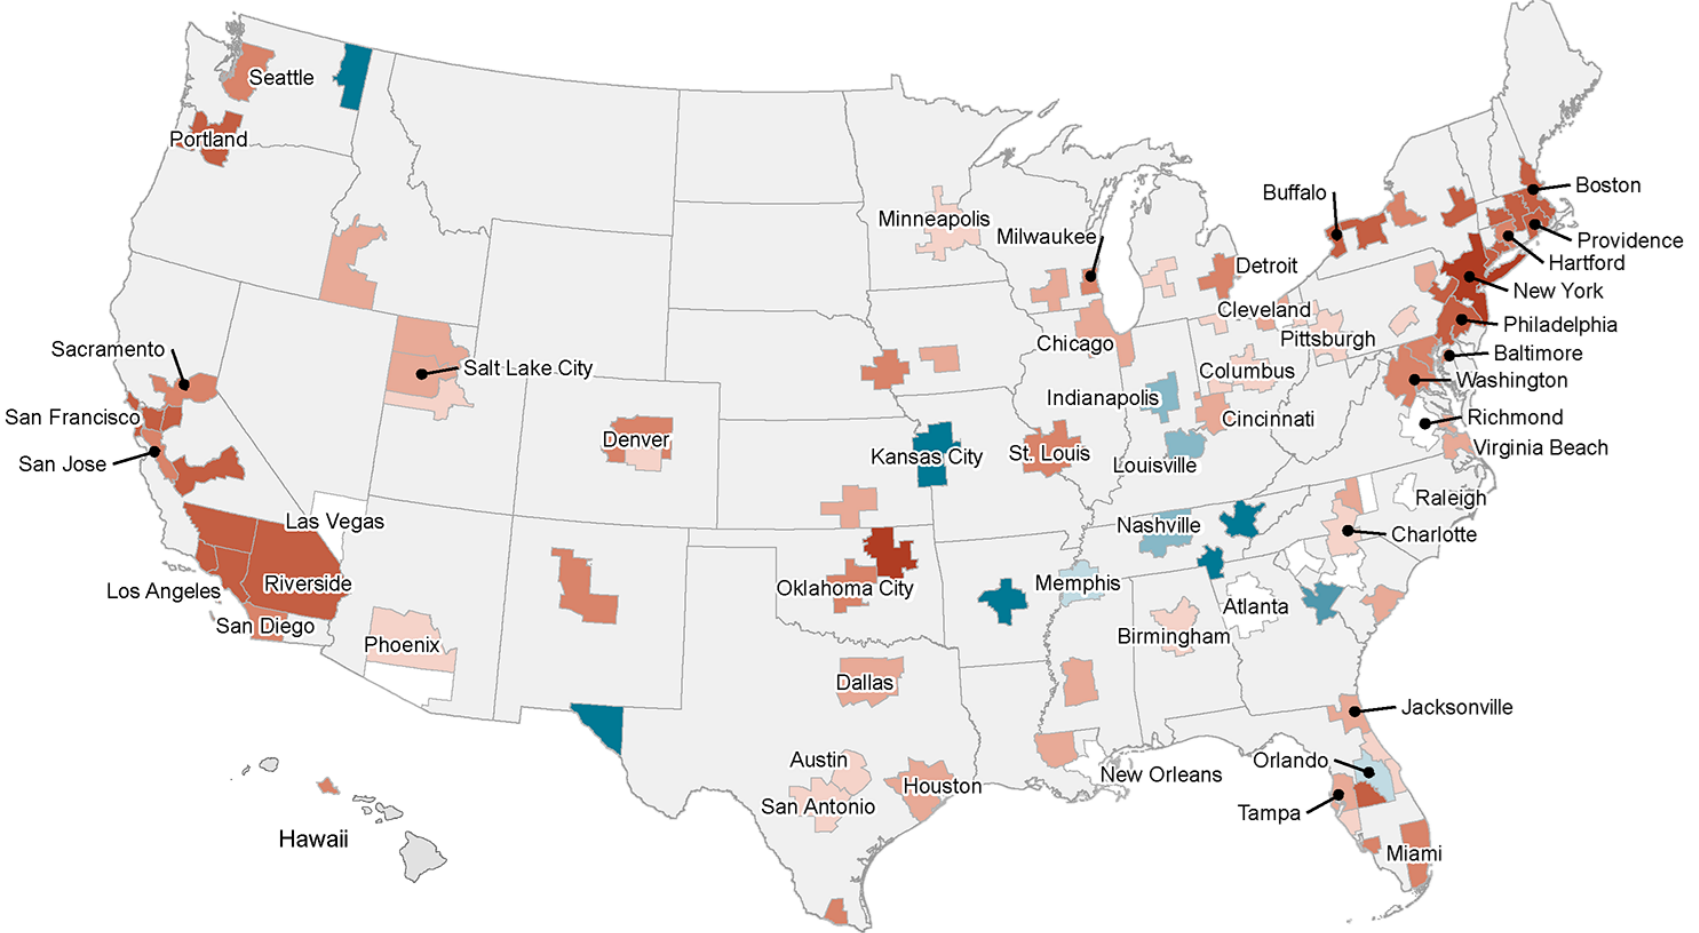 Seattle
Portland
Minneapolis
Milwaukee
Buffalo
Boston
Providence
Hartford
Detroit
New York
Cleveland
Philadelphia
Pittsburgh
Chicago
Baltimore
Sacramento
Salt Lake City
Columbus
Washington
Indianapolis
San Francisco
Cincinnati
Richmond
Denver
Kansas City
St. Louis
Virginia Beach
San Jose
Louisville
Las Vegas
Nashville
Raleigh
Charlotte
Los Angeles
Riverside
Oklahoma City
Memphis
Atlanta
San Diego
Phoenix
Birmingham
Dallas
Jacksonville
Austin
Orlando
New Orleans
Houston
San Antonio
Tampa
Hawaii
Miami